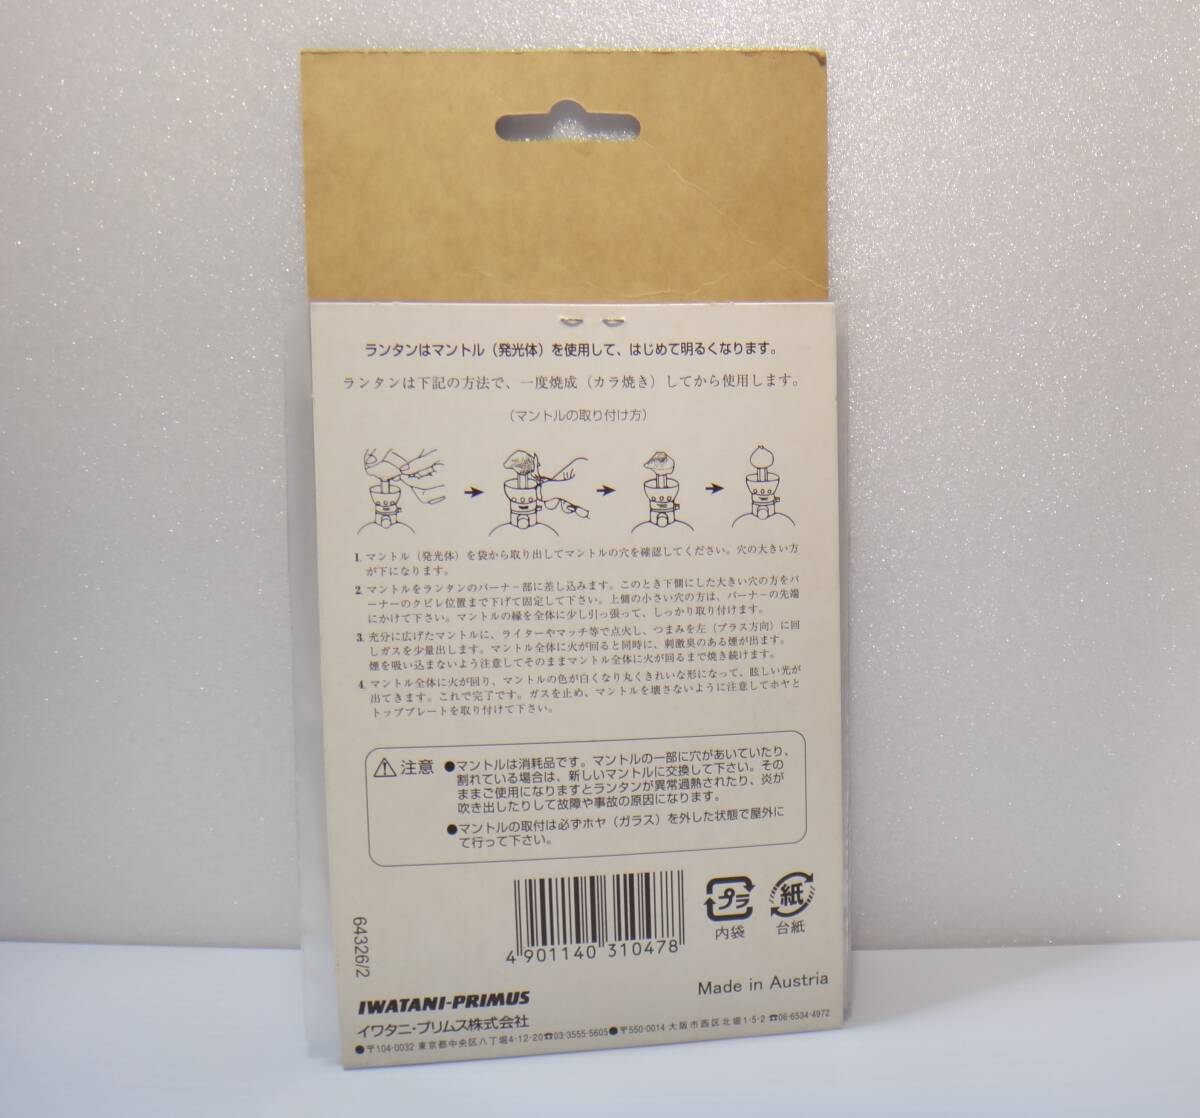 ランタンはマントル（発光体）を使用して、はじめて明るくなります。
ランタンは下記の方法で、一度焼成（カラ焼き）してから使用します。
（マントルの取り付け方）
1. マントル（発光体）を袋から取り出してマントルの穴を確認してください。穴の大きい方
が下になります。
2. マントルをランタンのバーナー部に差し込みます。このとき下側にした大きい穴の方をバ
ーナーのクビレ位置まで下げて固定して下さい。上側の小さい穴の方は、バーナーの先端
にかけて下さい。マントルの縁を全体に少し引っ張って、しっかり取り付けます。
3. 充分に広げたマントルに、ライターやマッチ等で点火し、つまみを左（プラス方向）に回
しガスを少量出します。マントル全体に火が回ると同時に、刺激臭のある煙が出ます。
煙を吸い込まないよう注意してそのままマントル全体に火が回るまで焼き続けます。
4. マントル全体に火が回り、マントルの色が白くなり丸くきれいな形になって、眩しい光が
出てきます。これで完了です。ガスを止め、マントルを壊さないように注意してホヤと
トッププレートを取り付けて下さい。
注意 ●マントルは消耗品です。マントルの一部に穴があいていたり、
割れている場合は、新しいマントルに交換して下さい。その
ままご使用になりますとランタンが異常過熱されたり、炎が
吹き出したりして故障や事故の原因になります。
●マントルの取付は必ずホヤ（ガラス）を外した状態で屋外に
て行って下さい。
64326/2
4 901140 310478
プラ
内袋
紙
台紙
Made in Austria
IWATANI-PRIMUS
イワタニ・プリムス株式会社
●〒104-0032 東京都中央区八丁堀4-12-20☎03-3555-5605●〒550-0014 大阪市西区北堀1-5-2 ☎06-6534-4972